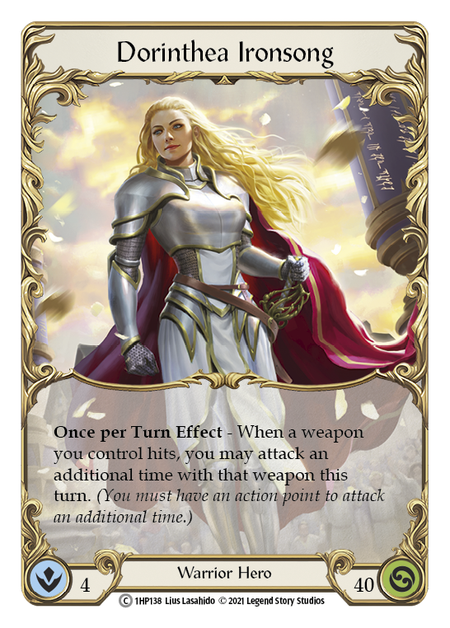 Dorinthea Ironsong
Once per Turn Effect - When a weapon
you control hits, you may attack an
additional time with that weapon this
turn. (You must have an action point to attack
an additional time.)
4
Warrior Hero
40
C 1HP138 Lius Lasahido © 2021 Legend Story Studios